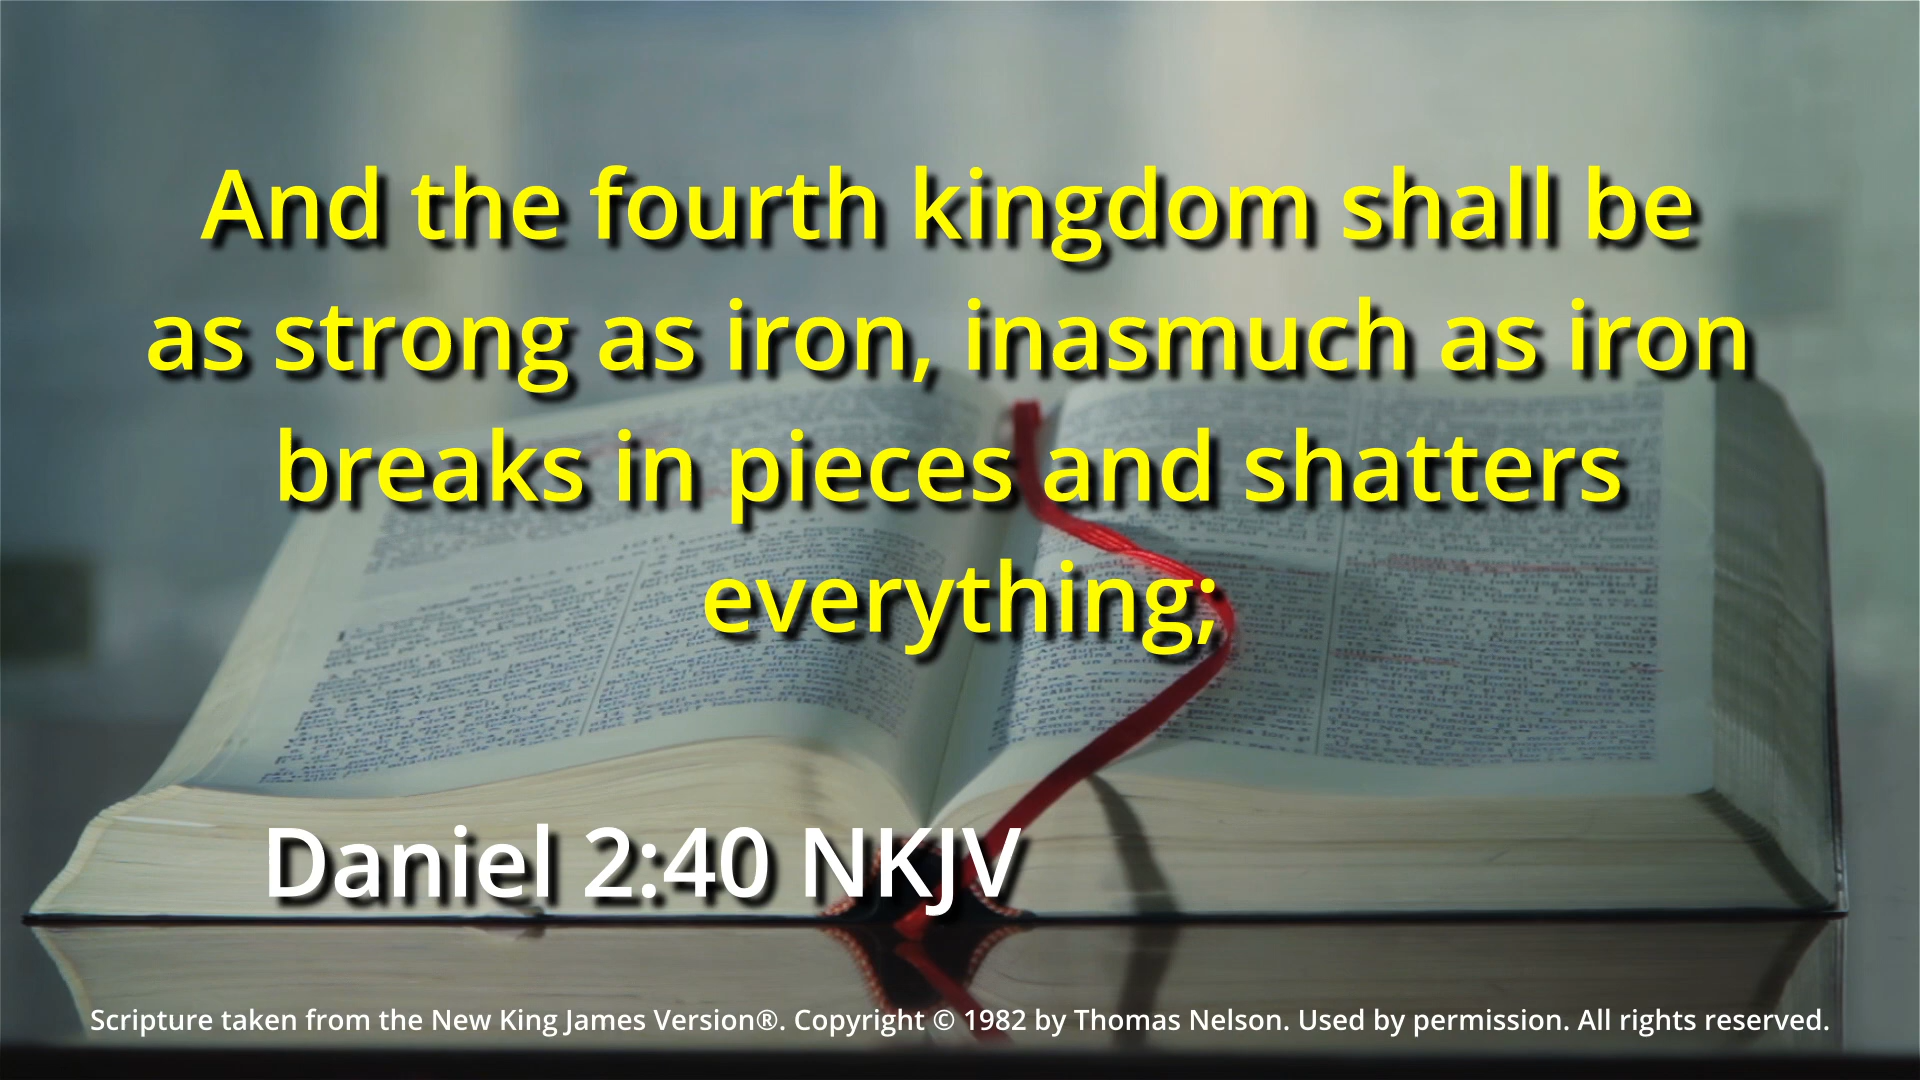 And the fourth kingdom shall be
as strong as iron, inasmuch as iron
breaks in pieces and shatters
everything;
Daniel 2:40 NKJV
Scripture taken from the New King James Version®. Copyright © 1982 by Thomas Nelson. Used by permission. All rights reserved.